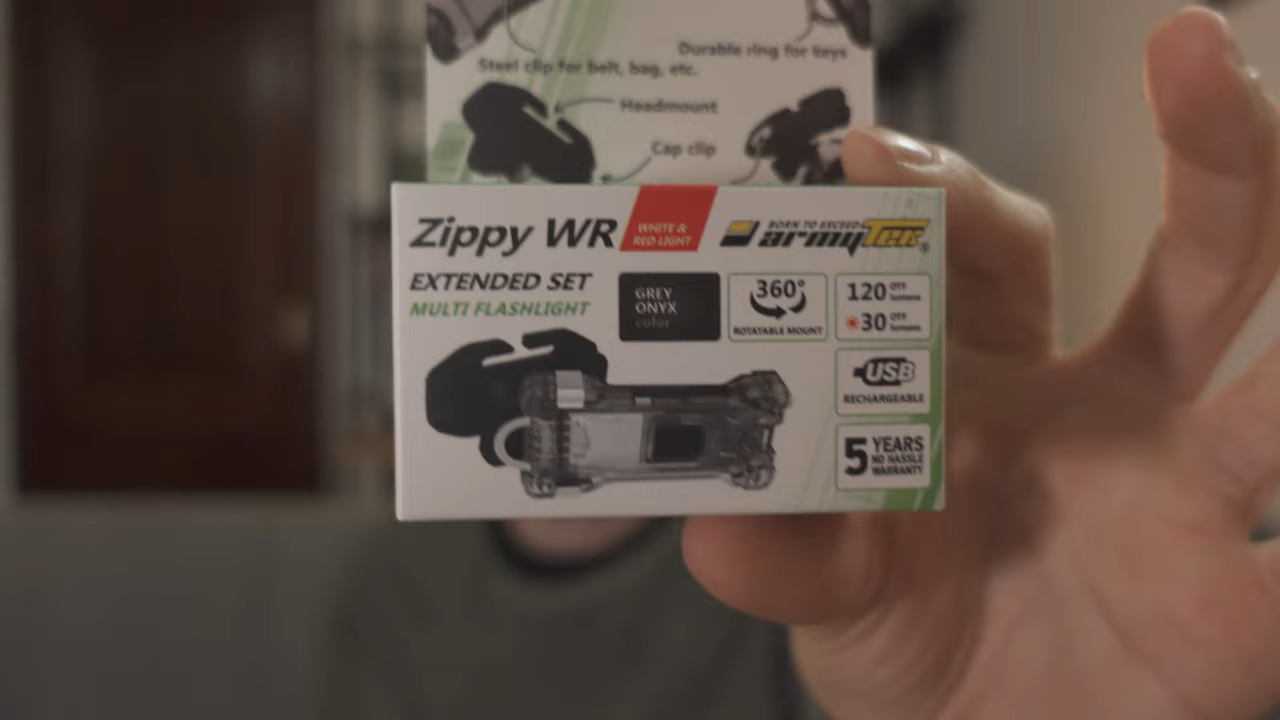 Durable ring for keys
Steel clip for belt, bag, etc.
Headmount
Cap clip
Zippy WR
WHITE &
RED LIGHT
BORN TO EXCEED
armyTek®
EXTENDED SET
MULTI FLASHLIGHT
GREY
ONYX
color
360°
ROTATABLE MOUNT
120 OTF
lumens
30 OTF
lumens
USB
RECHARGEABLE
5 YEARS
NO HASSLE
WARRANTY